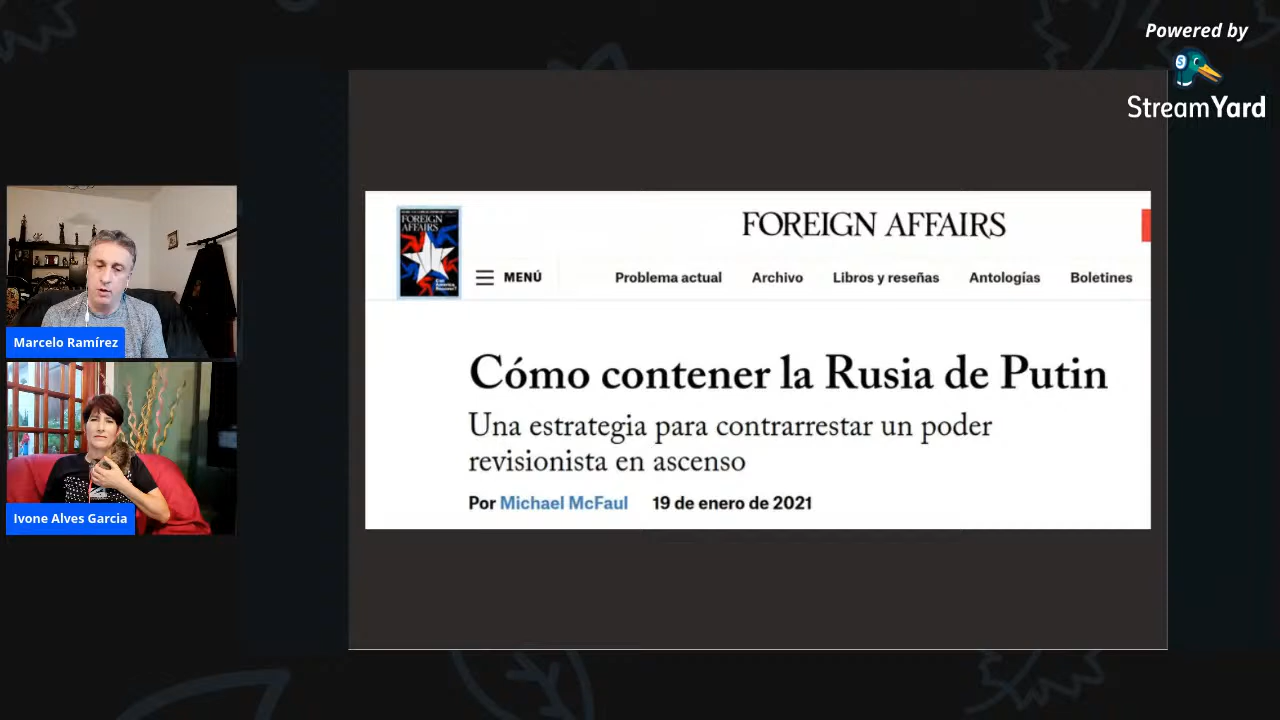 Powered by
StreamYard
FOREIGN
AFFAIRS
FOREIGN AFFAIRS
MENÚ
Problema actual
Archivo
Libros y reseñas
Antologías
Boletines
Cómo contener la Rusia de Putin
Una estrategia para contrarrestar un poder
revisionista en ascenso
Por Michael McFaul 19 de enero de 2021
Marcelo Ramírez
Ivone Alves Garcia